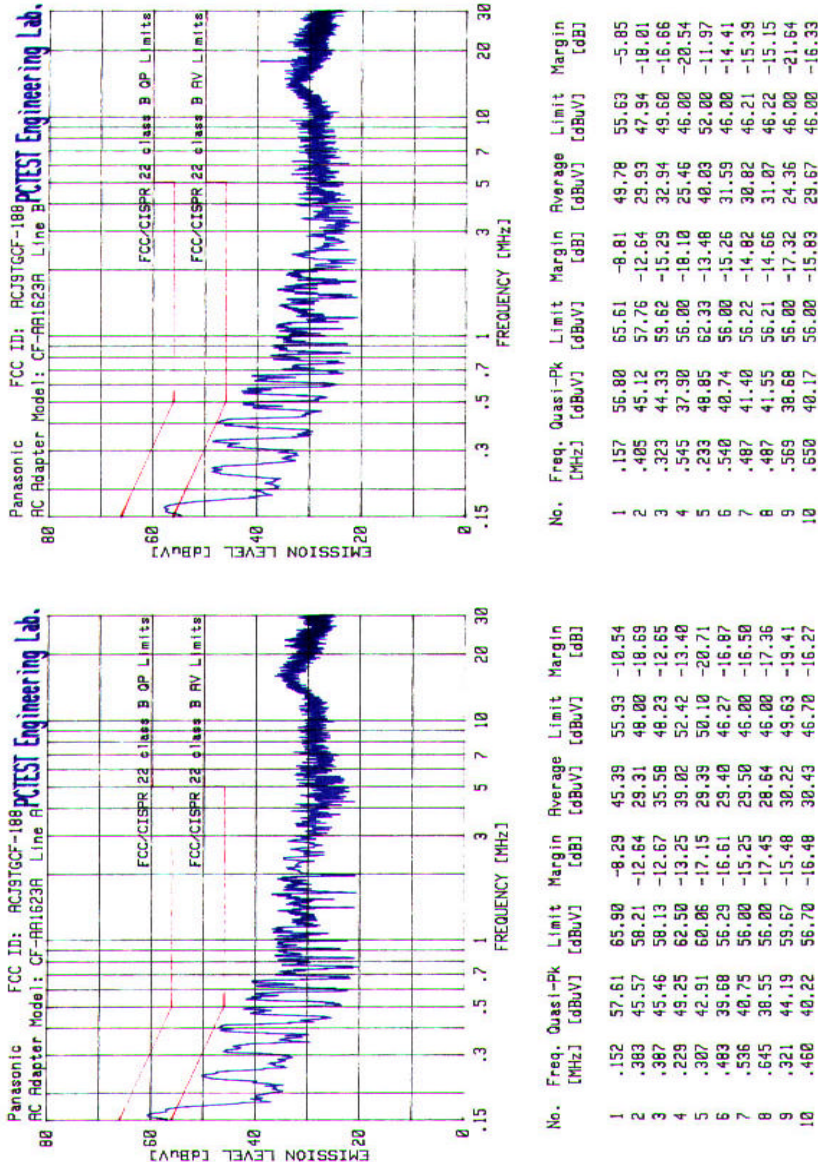 Panasonic FCC ID: ACJ9TGCF-188 PCTEST Engineering Lab.
AC Adapter Model: CF-AA1623A Line A
80
60
40
20
0
EMISSION LEVEL [dBuV]
FCC/CISPR 22 class B QP Limits
FCC/CISPR 22 class B AV Limits
.15 .3 .5 .7 1 3 5 7 10 20 30
FREQUENCY [MHz]
No. Freq. Quasi-Pk Limit Margin Average Limit Margin
[MHz] [dBuV] [dBuV] [dB] [dBuV] [dBuV] [dB]
1 .152 57.61 65.90 -8.29 45.39 55.93 -10.54
2 .383 45.57 58.21 -12.64 29.31 48.00 -18.69
3 .387 45.46 58.13 -12.67 35.58 48.23 -12.65
4 .229 49.25 62.50 -13.25 39.02 52.42 -13.40
5 .307 42.91 60.06 -17.15 29.39 50.10 -20.71
6 .483 39.68 56.29 -16.61 29.40 46.27 -16.87
7 .536 40.75 56.00 -15.25 29.50 46.00 -16.50
8 .645 38.55 56.00 -17.45 28.64 46.00 -17.36
9 .321 44.19 59.67 -15.48 30.22 49.63 -19.41
10 .460 40.22 56.70 -16.48 30.43 46.70 -16.27
Panasonic FCC ID: ACJ9TGCF-188 PCTEST Engineering Lab.
AC Adapter Model: CF-AA1623A Line B
80
60
40
20
0
EMISSION LEVEL [dBuV]
FCC/CISPR 22 class B QP Limits
FCC/CISPR 22 class B AV Limits
.15 .3 .5 .7 1 3 5 7 10 20 30
FREQUENCY [MHz]
No. Freq. Quasi-Pk Limit Margin Average Limit Margin
[MHz] [dBuV] [dBuV] [dB] [dBuV] [dBuV] [dB]
1 .157 56.80 65.61 -8.81 49.78 55.63 -5.85
2 .405 45.12 57.76 -12.64 29.93 47.94 -18.01
3 .323 44.33 59.62 -15.29 32.94 49.60 -16.66
4 .545 37.90 56.00 -18.10 25.46 46.00 -20.54
5 .233 48.85 62.33 -13.48 40.03 52.00 -11.97
6 .540 40.74 56.00 -15.26 31.59 46.00 -14.41
7 .487 41.40 56.22 -14.82 30.82 46.21 -15.39
8 .487 41.55 56.21 -14.66 31.07 46.22 -15.15
9 .569 38.68 56.00 -17.32 24.36 46.00 -21.64
10 .650 40.17 56.00 -15.83 29.67 46.00 -16.33